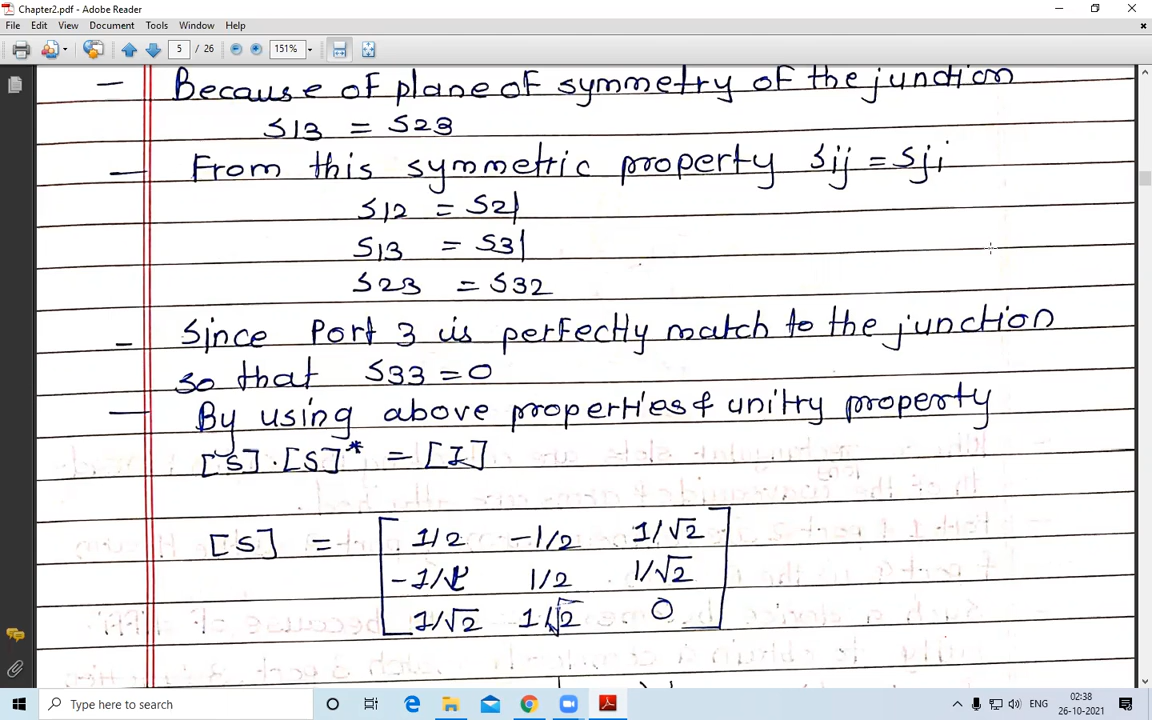 Chapter2.pdf - Adobe Reader
File Edit View Document Tools Window Help
5 / 26 151%
— Because of plane of symmetry of the junction
S13 = S23
— From this symmetric property Sij = Sji
S12 = S21
S13 = S31
S23 = S32
- Since Port 3 is perfectly match to the junction
so that S33 = 0
— By using above properties & unitry property
[S] . [S]* = [I]
[S] = [ 1/2 -1/2 1/√2
-1/2 1/2 1/√2
1/√2 1/√2 0 ]
Type here to search
ENG
02:38
26-10-2021